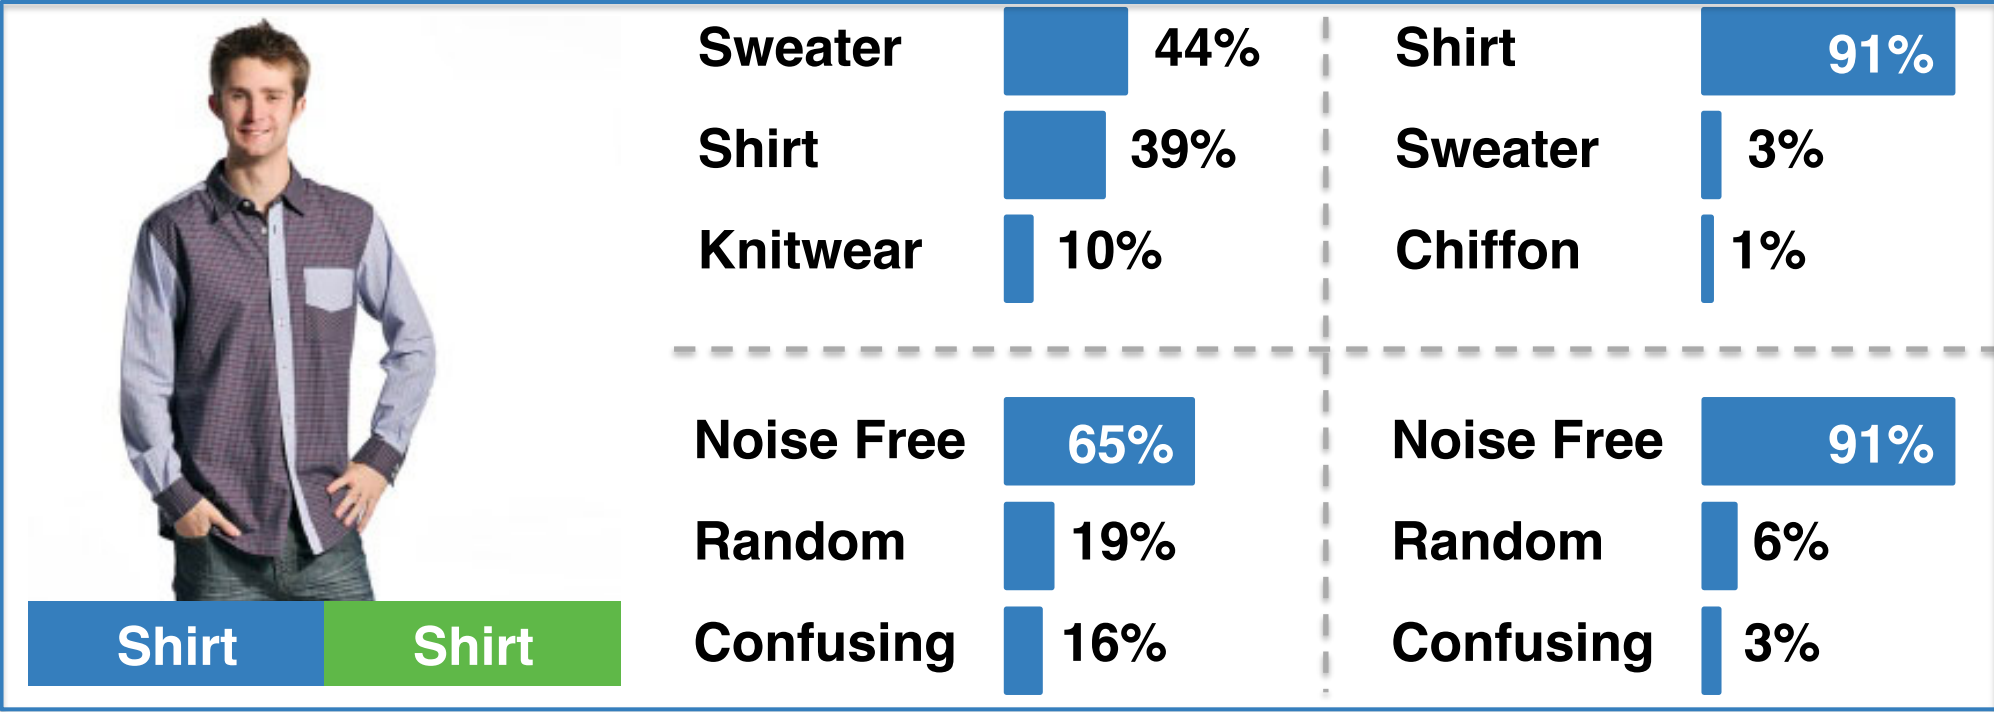 Sweater 44%
Shirt 39%
Knitwear 10%
Shirt 91%
Sweater 3%
Chiffon 1%
Noise Free 65%
Random 19%
Confusing 16%
Noise Free 91%
Random 6%
Confusing 3%
Shirt Shirt